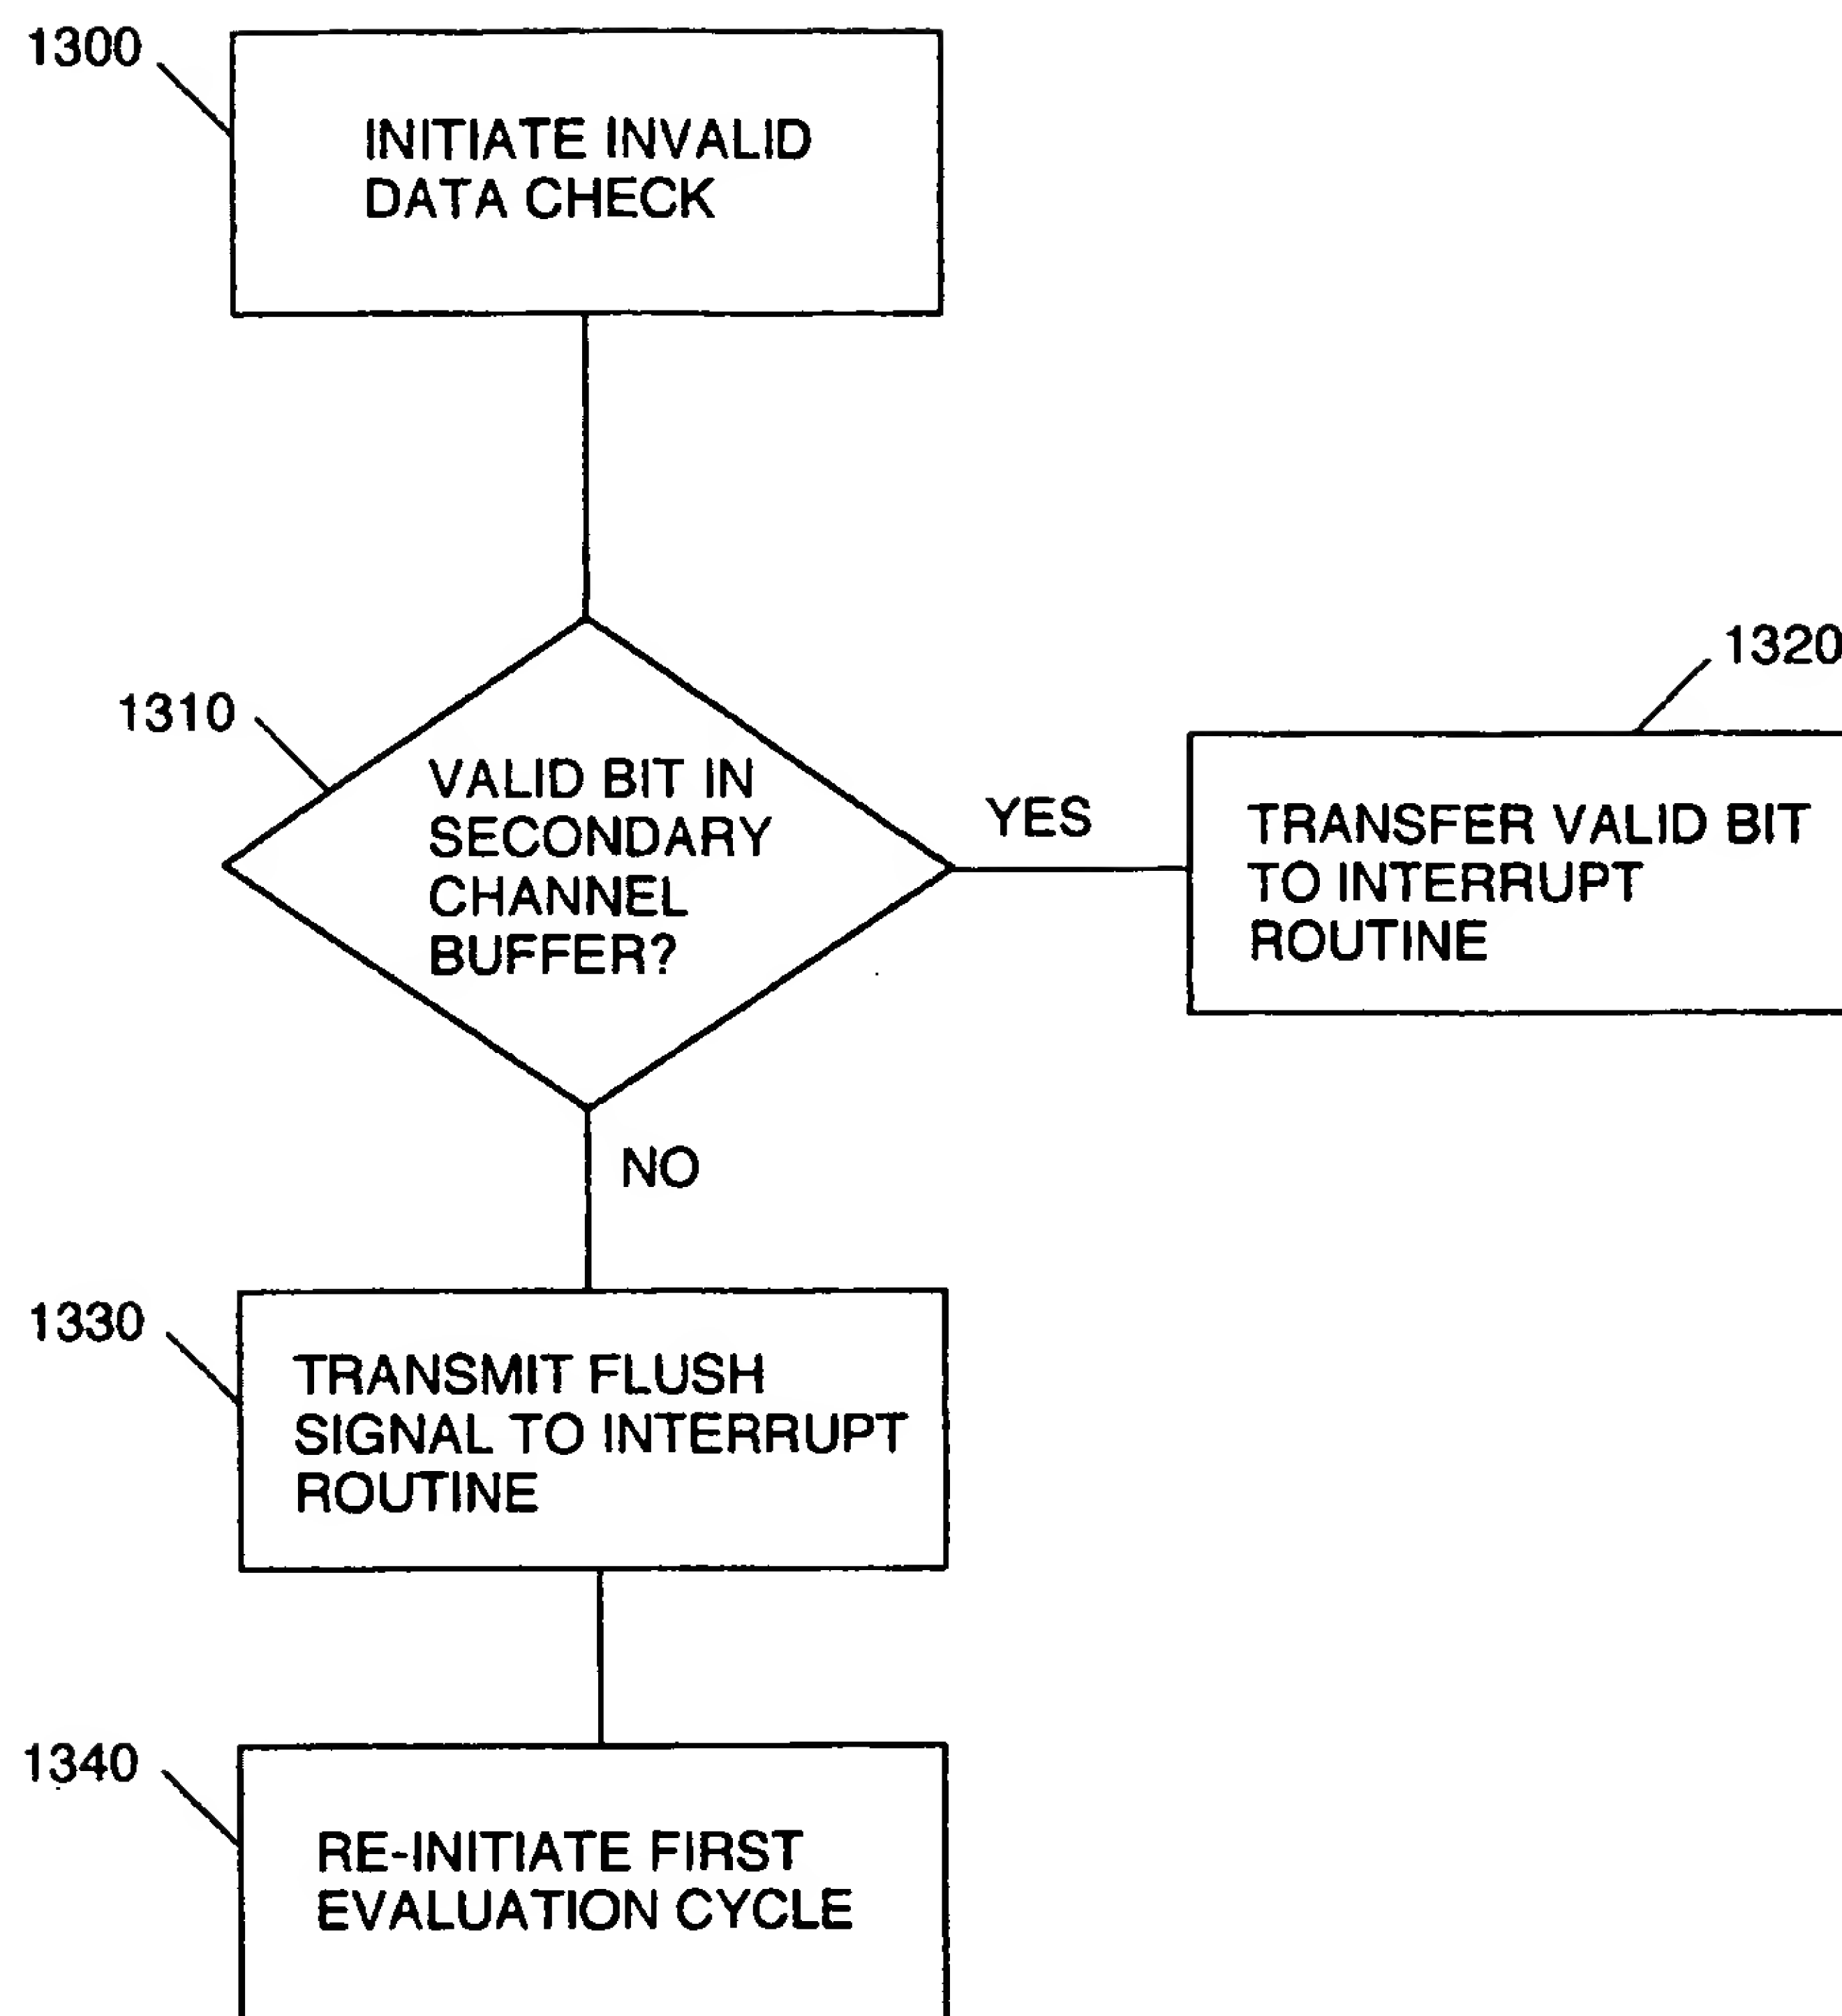 1300
INITIATE INVALID
DATA CHECK
1310
VALID BIT IN
SECONDARY
CHANNEL
BUFFER?
YES
1320
TRANSFER VALID BIT
TO INTERRUPT
ROUTINE
NO
1330
TRANSMIT FLUSH
SIGNAL TO INTERRUPT
ROUTINE
1340
RE-INITIATE FIRST
EVALUATION CYCLE